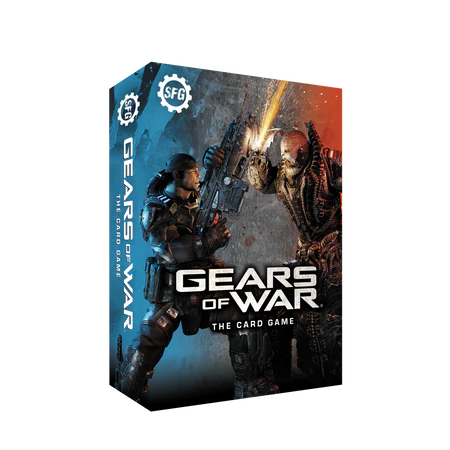 SFG
GEARS
OF WAR®
THE CARD GAME
SFG
GEARS OF WAR
THE CARD GAME